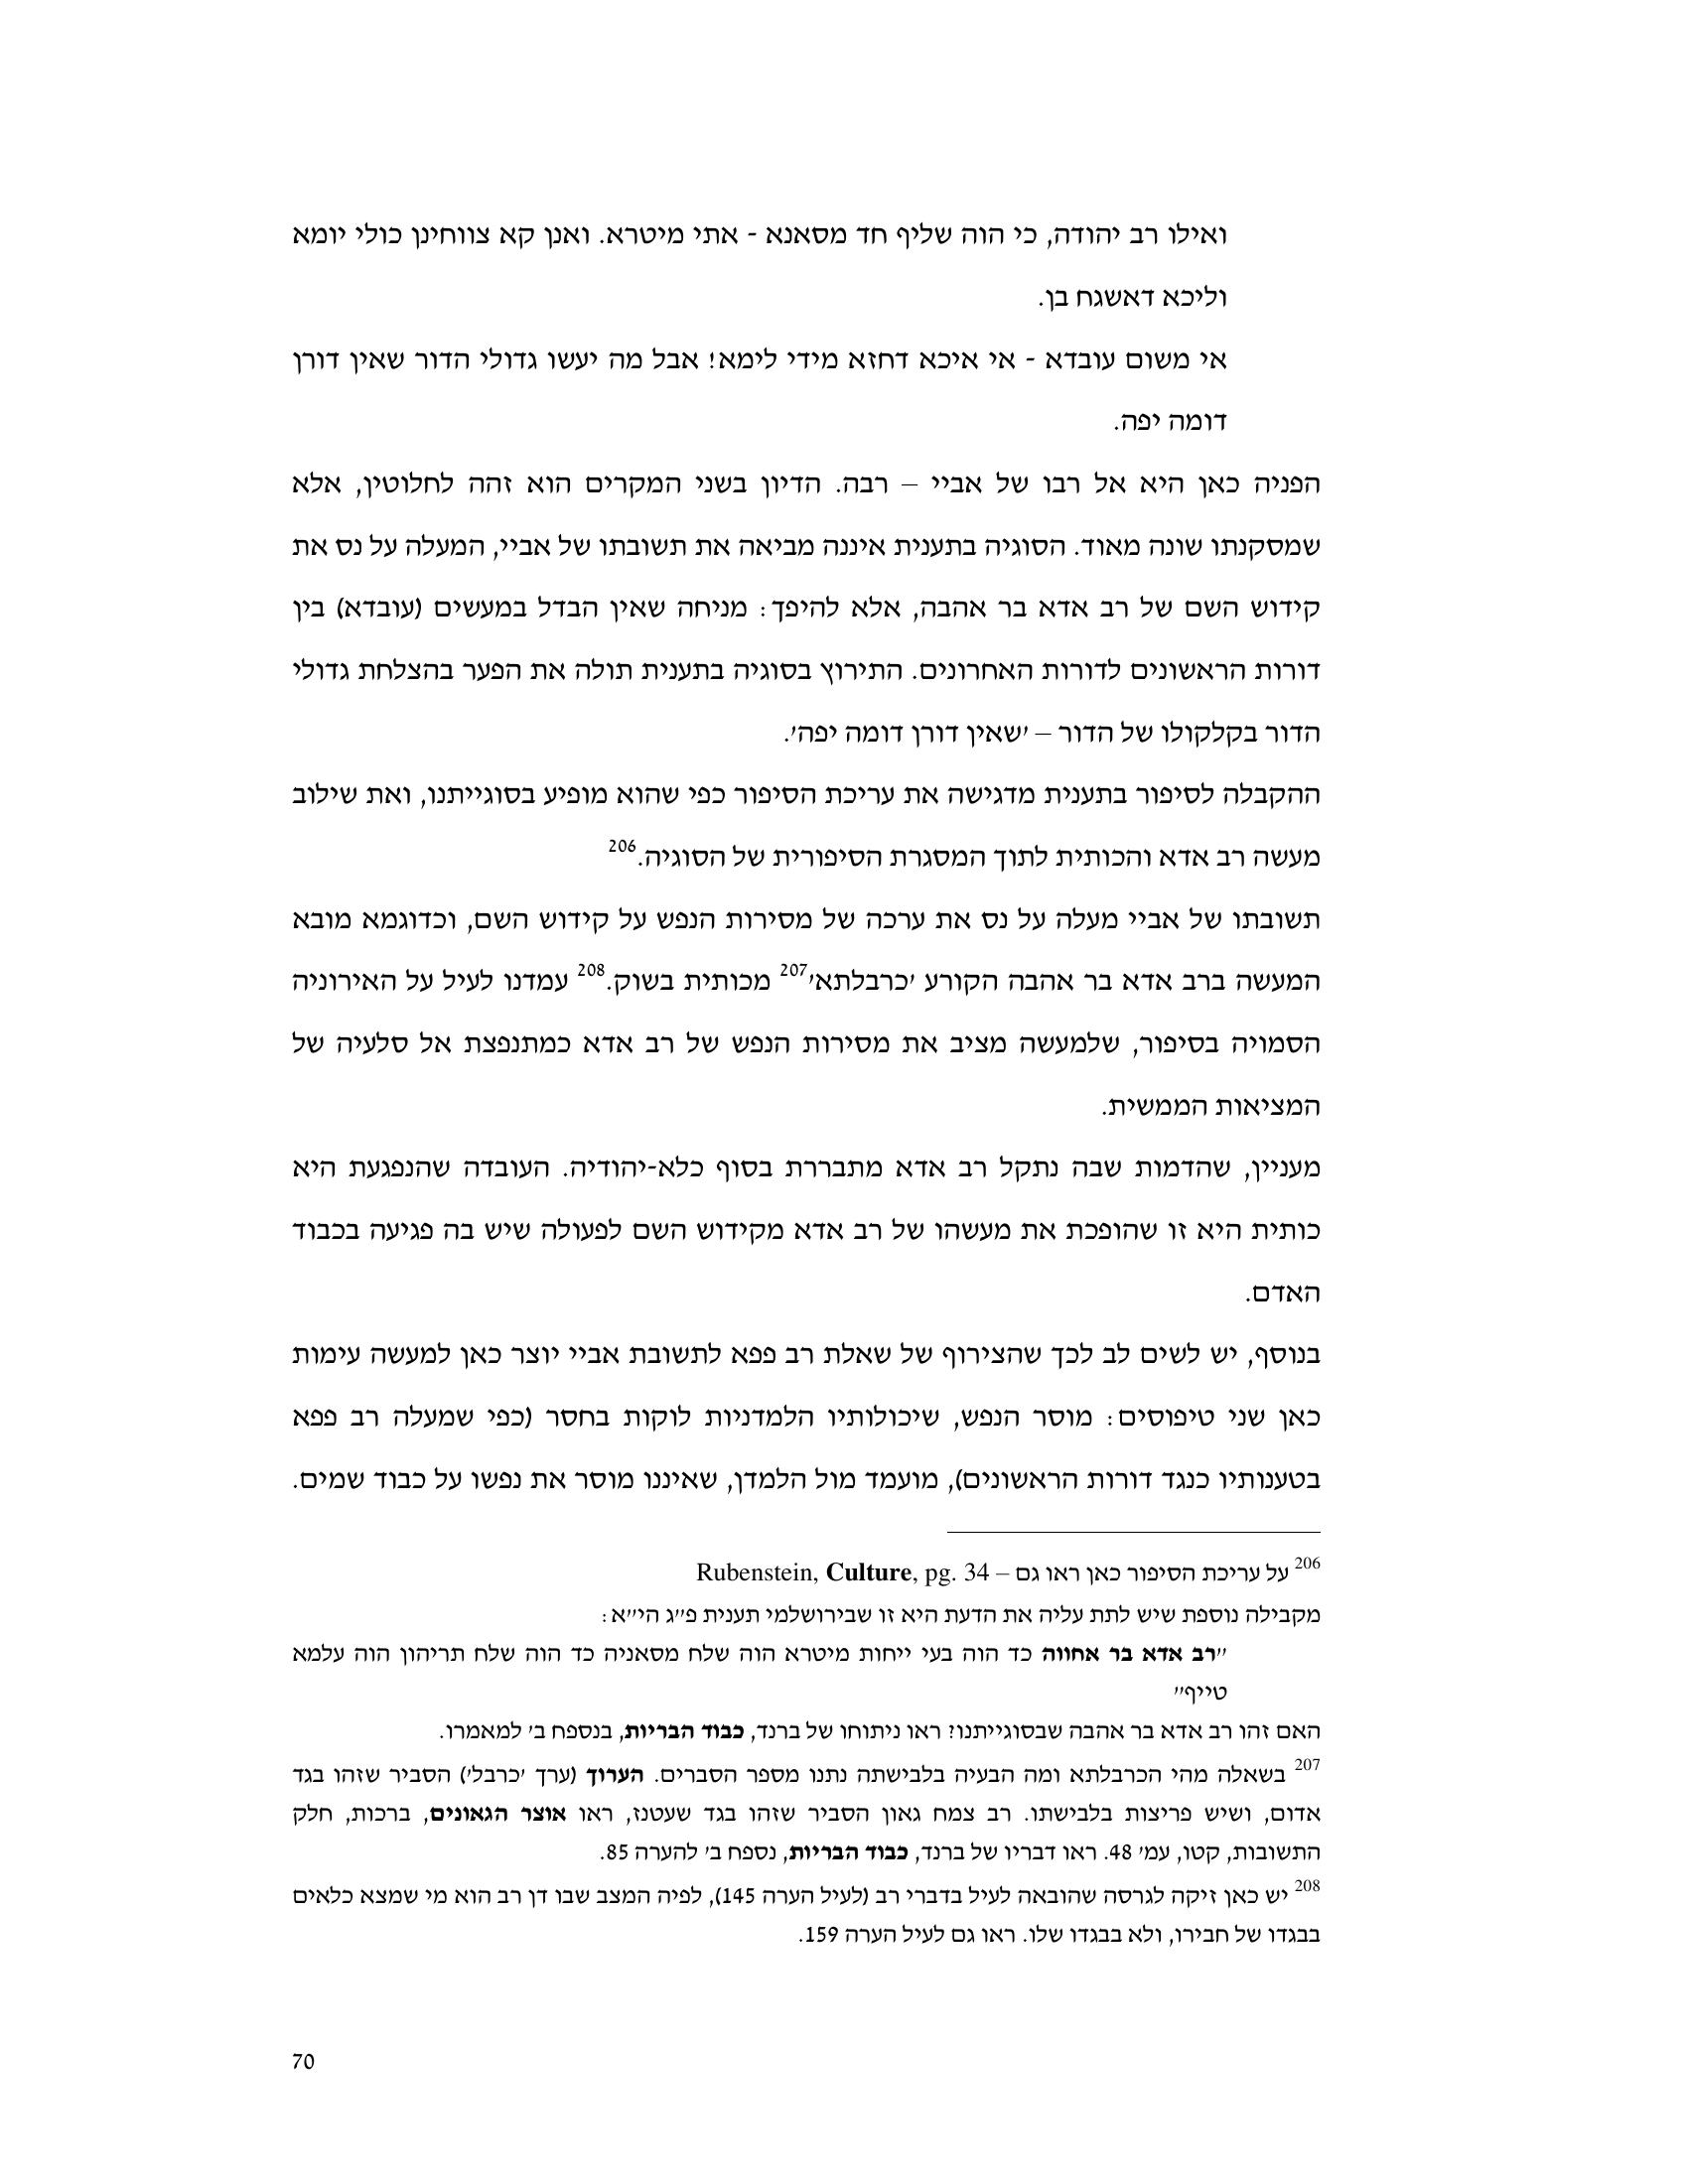 ואילו רב יהודה, כי הוה שליף חד מסאנא - אתי מיטרא. ואנן קא צווחינן כולי יומא
וליכא דאשגח בן.
אי משום עובדא - אי איכא דחזא מידי לימא! אבל מה יעשו גדולי הדור שאין דורן
דומה יפה.
הפניה כאן היא אל רבו של אביי – רבה. הדיון בשני המקרים הוא זהה לחלוטין, אלא
שמסקנתו שונה מאוד. הסוגיה בתענית איננה מביאה את תשובתו של אביי, המעלה על נס את
קידוש השם של רב אדא בר אהבה, אלא להיפך: מניחה שאין הבדל במעשים (עובדא) בין
דורות הראשונים לדורות האחרונים. התירוץ בסוגיה בתענית תולה את הפער בהצלחת גדולי
הדור בקלקולו של הדור – 'שאין דורן דומה יפה'.
ההקבלה לסיפור בתענית מדגישה את עריכת הסיפור כפי שהוא מופיע בסוגייתנו, ואת שילוב
מעשה רב אדא והכותית לתוך המסגרת הסיפורית של הסוגיה.206
תשובתו של אביי מעלה על נס את ערכה של מסירות הנפש על קידוש השם, וכדוגמא מובא
המעשה ברב אדא בר אהבה הקורע 'כרבלתא'207 מכותית בשוק.208 עמדנו לעיל על האירוניה
הסמויה בסיפור, שלמעשה מציב את מסירות הנפש של רב אדא כמתנפצת אל סלעיה של
המציאות הממשית.
מעניין, שהדמות שבה נתקל רב אדא מתבררת בסוף כלא-יהודיה. העובדה שהנפגעת היא
כותית היא זו שהופכת את מעשהו של רב אדא מקידוש השם לפעולה שיש בה פגיעה בכבוד
האדם.
בנוסף, יש לשים לב לכך שהצירוף של שאלת רב פפא לתשובת אביי יוצר כאן למעשה עימות
כאן שני טיפוסים: מוסר הנפש, שיכולותיו הלמדניות לוקות בחסר (כפי שמעלה רב פפא
בטענותיו כנגד דורות הראשונים), מועמד מול הלמדן, שאיננו מוסר את נפשו על כבוד שמים.
206 על עריכת הסיפור כאן ראו גם – Rubenstein, Culture, pg. 34
מקבילה נוספת שיש לתת עליה את הדעת היא זו שבירושלמי תענית פ"ג הי"א:
"רב אדא בר אחווה כד הוה בעי ייחות מיטרא הוה שלח מסאניה כד הוה שלח תריהון הוה עלמא
טייף"
האם זהו רב אדא בר אהבה שבסוגייתנו? ראו ניתוחו של ברנד, כבוד הבריות, בנספח ב' למאמרו.
207 בשאלה מהי הכרבלתא ומה הבעיה בלבישתה נתנו מספר הסברים. הערוך (ערך 'כרבל') הסביר שזהו בגד
אדום, ושיש פריצות בלבישתו. רב צמח גאון הסביר שזהו בגד שעטנז, ראו אוצר הגאונים, ברכות, חלק
התשובות, קטו, עמ' 48. ראו דבריו של ברנד, כבוד הבריות, נספח ב' להערה 85.
208 יש כאן זיקה לגרסה שהובאה לעיל בדברי רב (לעיל הערה 145), לפיה המצב שבו דן רב הוא מי שמצא כלאים
בבגדו של חבירו, ולא בבגדו שלו. ראו גם לעיל הערה 159.
70